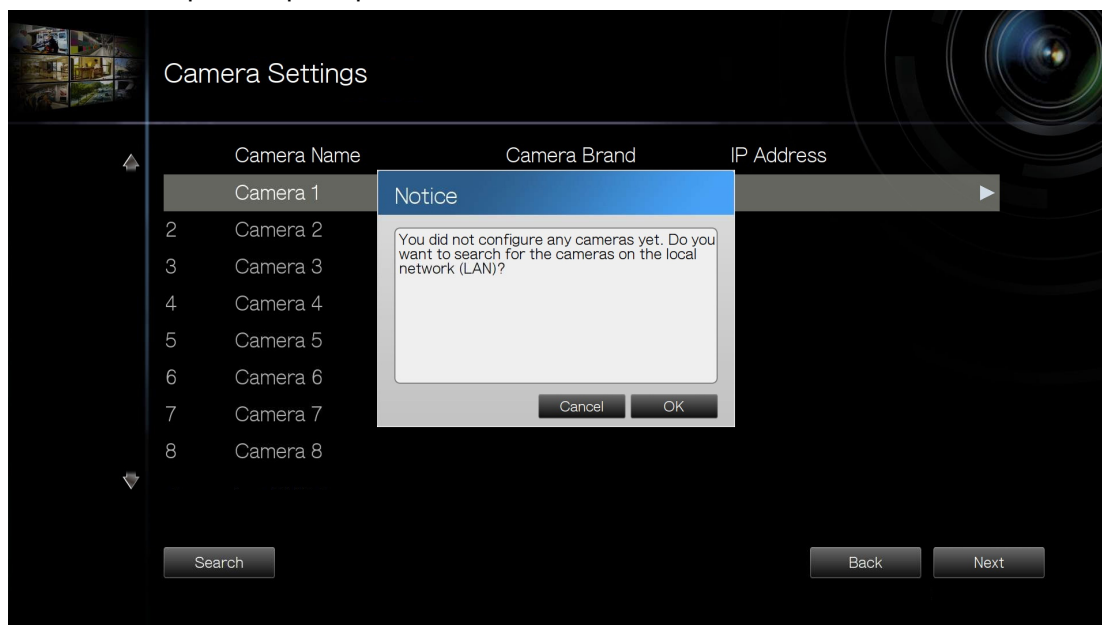 Camera Settings
Camera Name Camera Brand IP Address
Camera 1
2 Camera 2
3 Camera 3
4 Camera 4
5 Camera 5
6 Camera 6
7 Camera 7
8 Camera 8
Notice
You did not configure any cameras yet. Do you
want to search for the cameras on the local
network (LAN)?
Cancel OK
Search Back Next